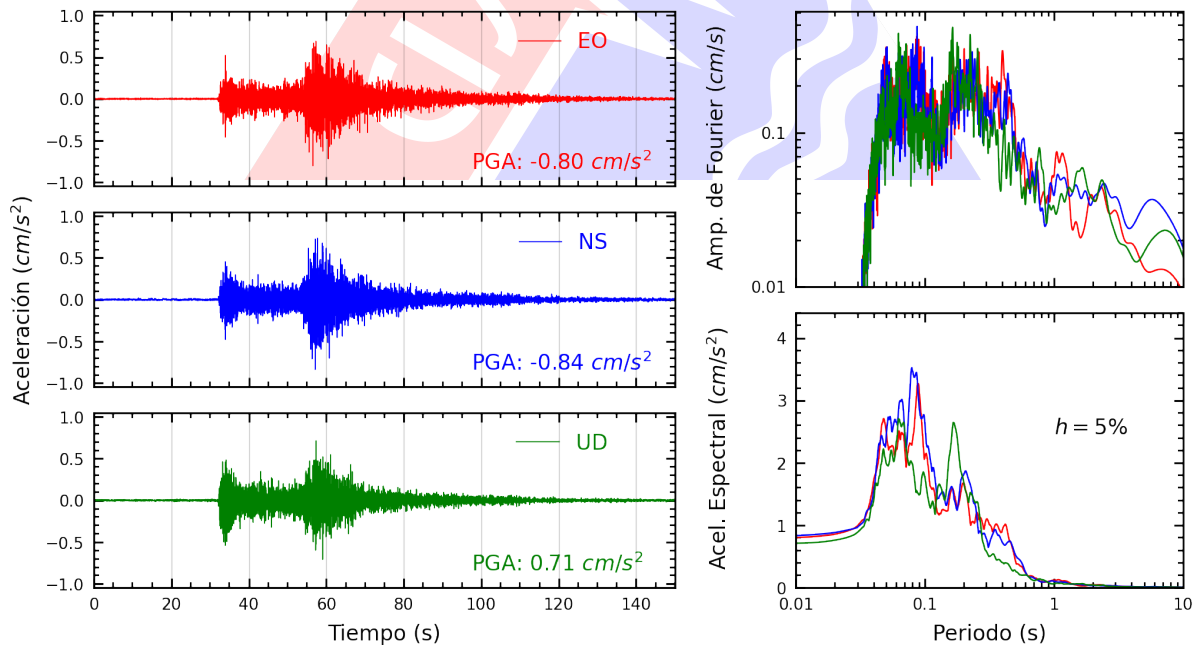 Aceleración (cm/s²)
1.0
0.5
0.0
−0.5
−1.0
EO
PGA: -0.80 cm/s²
1.0
0.5
0.0
−0.5
−1.0
NS
PGA: -0.84 cm/s²
1.0
0.5
0.0
−0.5
−1.0
UD
PGA: 0.71 cm/s²
0 20 40 60 80 100 120 140
Tiempo (s)
Amp. de Fourier (cm/s)
0.1
0.01
Acel. Espectral (cm/s²)
4
3
2
1
0
h = 5%
0.01 0.1 1 10
Periodo (s)